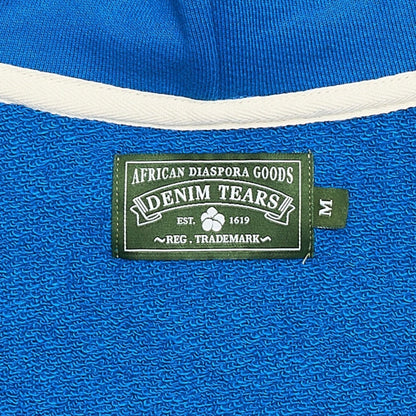 AFRICAN DIASPORA GOODS
DENIM TEARS
EST. 1619
~REG. TRADEMARK~
M